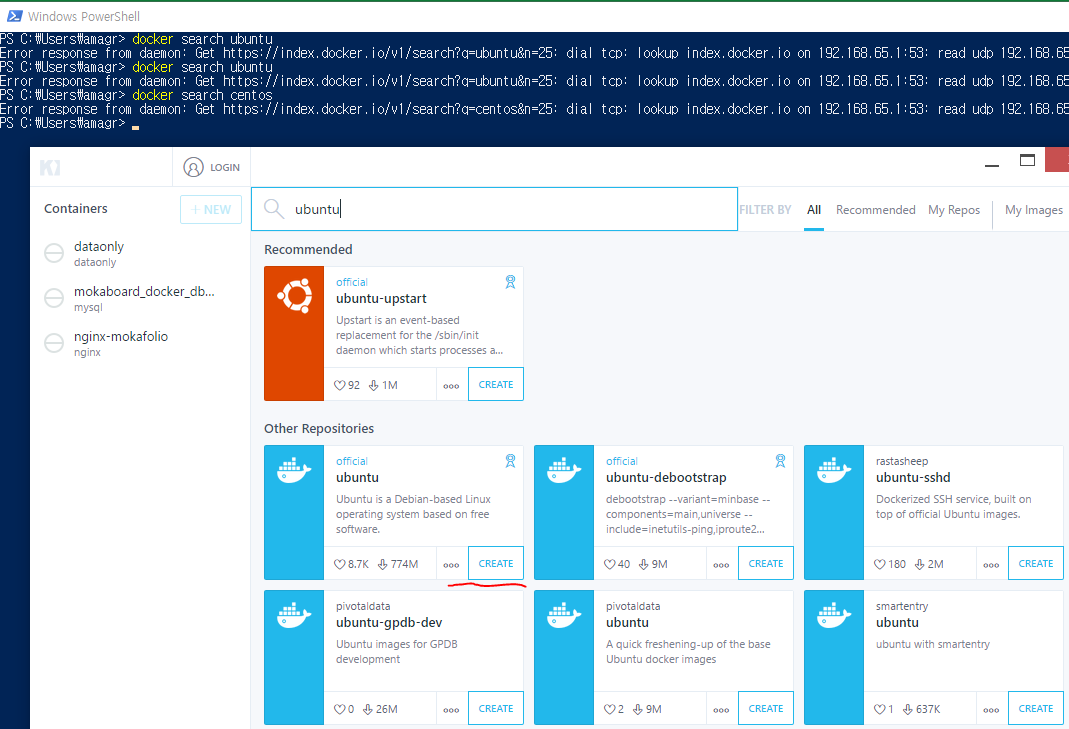 Windows PowerShell
PS C:₩Users₩amagr> docker search ubuntu
Error response from daemon: Get https://index.docker.io/v1/search?q=ubuntu&n=25: dial tcp: lookup index.docker.io on 192.168.65.1:53: read udp 192.168.65
PS C:₩Users₩amagr> docker search ubuntu
Error response from daemon: Get https://index.docker.io/v1/search?q=ubuntu&n=25: dial tcp: lookup index.docker.io on 192.168.65.1:53: read udp 192.168.65
PS C:₩Users₩amagr> docker search centos
Error response from daemon: Get https://index.docker.io/v1/search?q=centos&n=25: dial tcp: lookup index.docker.io on 192.168.65.1:53: read udp 192.168.65
PS C:₩Users₩amagr>
LOGIN
Containers
+ NEW
dataonly
dataonly
mokaboard_docker_db...
mysql
nginx-mokafolio
nginx
ubuntu
FILTER BY
All
Recommended
My Repos
My Images
Recommended
official
ubuntu-upstart
Upstart is an event-based
replacement for the /sbin/init
daemon which starts processes a...
92 1M
CREATE
Other Repositories
official
ubuntu
Ubuntu is a Debian-based Linux
operating system based on free
software.
8.7K 774M
CREATE
official
ubuntu-debootstrap
debootstrap --variant=minbase --
components=main,universe --
include=inetutils-ping,iproute2...
40 9M
CREATE
rastasheep
ubuntu-sshd
Dockerized SSH service, built on
top of official Ubuntu images.
180 2M
CREATE
pivotaldata
ubuntu-gpdb-dev
Ubuntu images for GPDB
development
0 26M
CREATE
pivotaldata
ubuntu
A quick freshening-up of the base
Ubuntu docker images
2 9M
CREATE
smartentry
ubuntu
ubuntu with smartentry
1 637K
CREATE